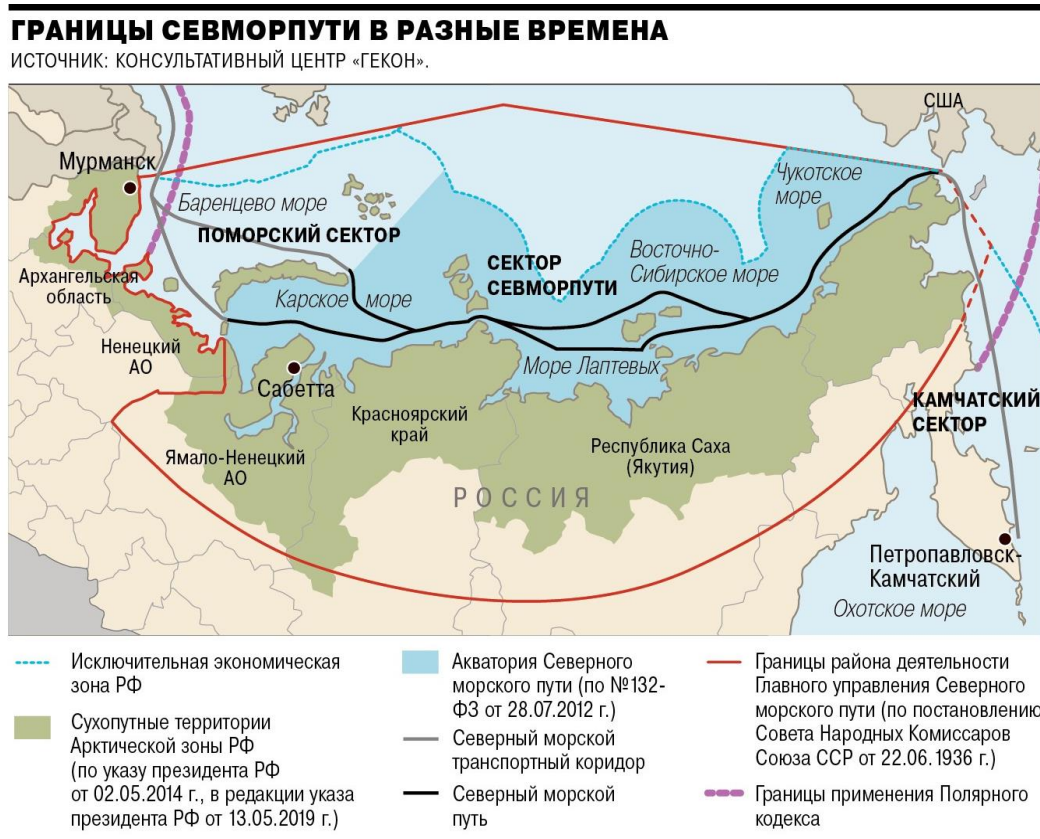 ГРАНИЦЫ СЕВМОРПУТИ В РАЗНЫЕ ВРЕМЕНА
ИСТОЧНИК: КОНСУЛЬТАТИВНЫЙ ЦЕНТР «ГЕКОН».
США
Мурманск
Чукотское
море
Баренцево море
ПОМОРСКИЙ СЕКТОР
Восточно-
Сибирское море
СЕКТОР
СЕВМОРПУТИ
Архангельская
область
Карское море
Ненецкий
АО
Море Лаптевых
Сабетта
КАМЧАТСКИЙ
СЕКТОР
Красноярский
край
Республика Саха
(Якутия)
Ямало-Ненецкий
АО
РОССИЯ
Петропавловск-
Камчатский
Охотское море
Исключительная экономическая
зона РФ
Сухопутные территории
Арктической зоны РФ
(по указу президента РФ
от 02.05.2014 г., в редакции указа
президента РФ от 13.05.2019 г.)
Акватория Северного
морского пути (по №132-
ФЗ от 28.07.2012 г.)
Северный морской
транспортный коридор
Северный морской
путь
Границы района деятельности
Главного управления Северного
морского пути (по постановлению
Совета Народных Комиссаров
Союза ССР от 22.06.1936 г.)
Границы применения Полярного
кодекса